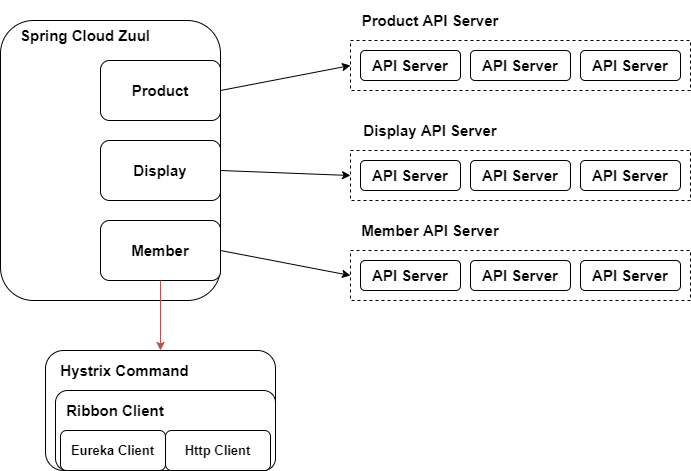 Spring Cloud Zuul
Product
Display
Member
Product API Server
API Server API Server API Server
Display API Server
API Server API Server API Server
Member API Server
API Server API Server API Server
Hystrix Command
Ribbon Client
Eureka Client Http Client